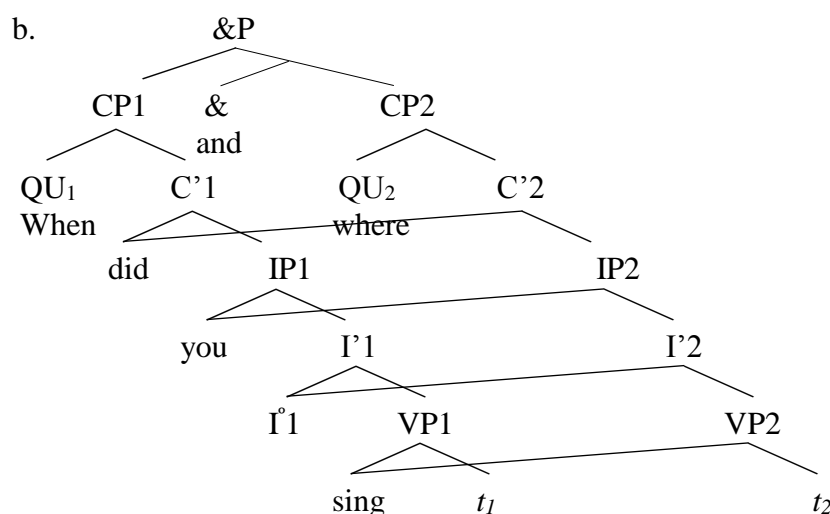 b. &P
CP1 & CP2
and
QU₁ C’1 QU₂ C’2
When where
did IP1 IP2
you I’1 I’2
I°1 VP1 VP2
sing t₁ t₂